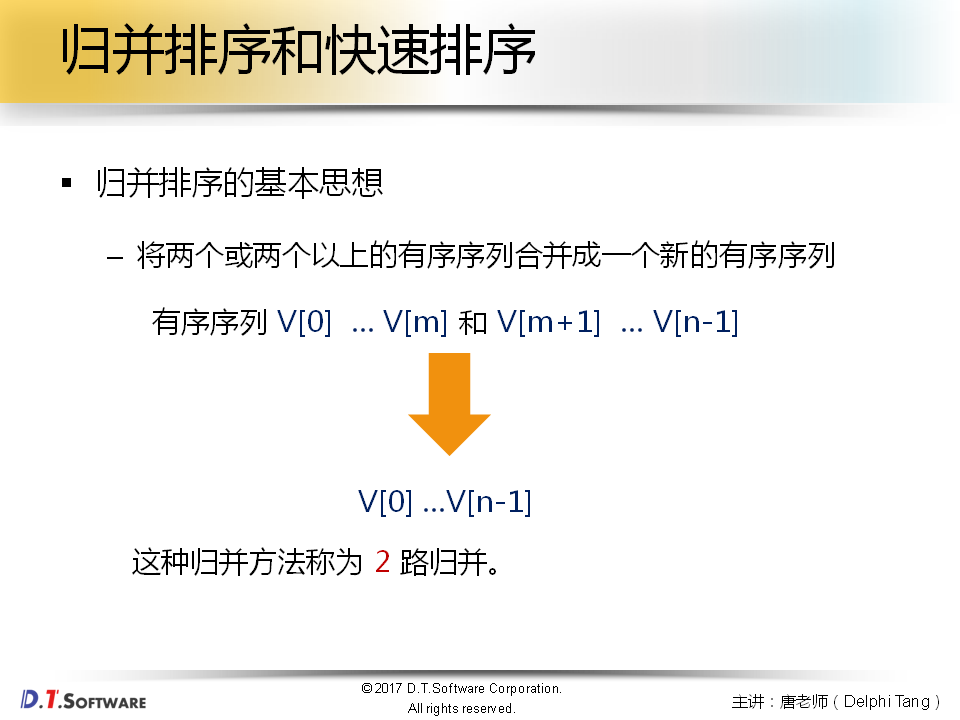 归并排序和快速排序
▪ 归并排序的基本思想
– 将两个或两个以上的有序序列合并成一个新的有序序列
有序序列 V[0] ... V[m] 和 V[m+1] ... V[n-1]
V[0] ...V[n-1]
这种归并方法称为 2 路归并。
D.T.SOFTWARE
©2017 D.T.Software Corporation.
All rights reserved.
主讲：唐老师（Delphi Tang）